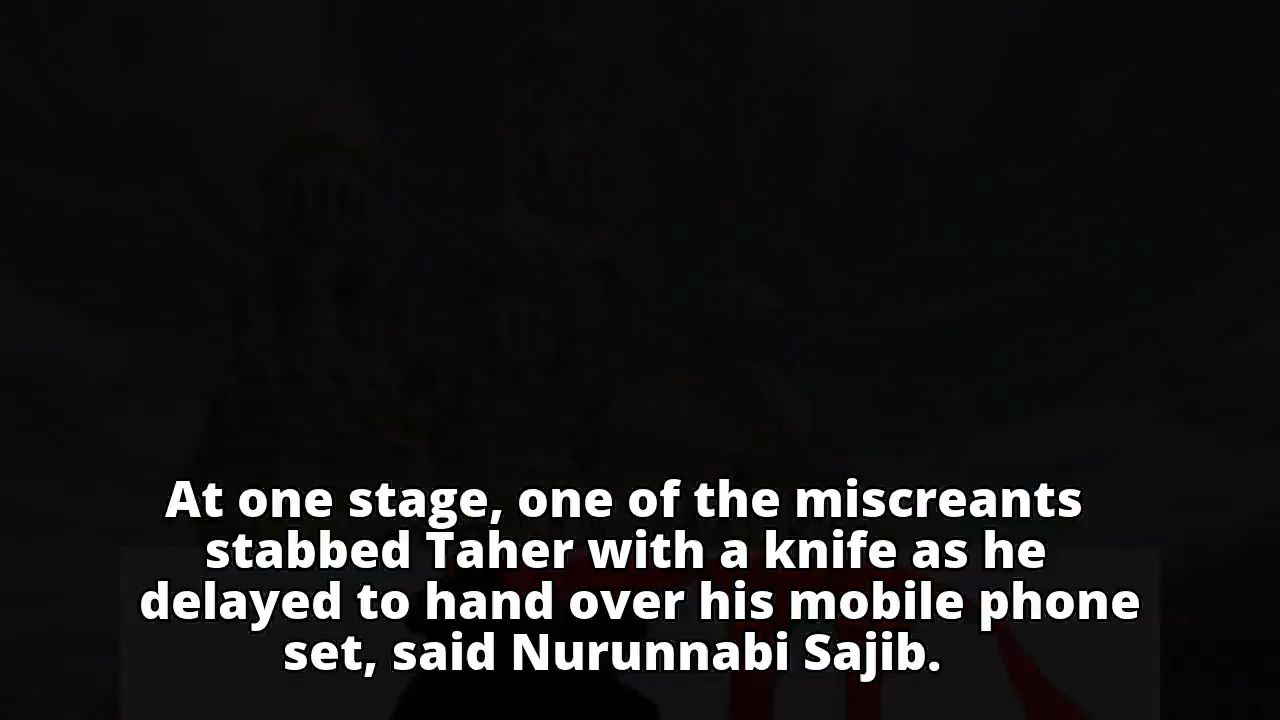 At one stage, one of the miscreants
stabbed Taher with a knife as he
delayed to hand over his mobile phone
set, said Nurunnabi Sajib.